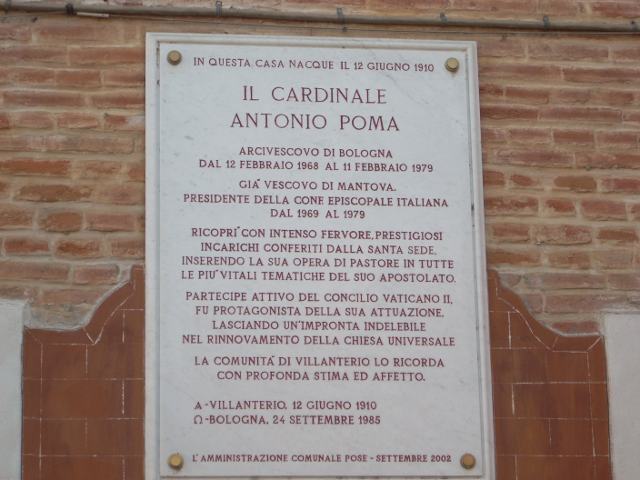 IN QUESTA CASA NACQUE IL 12 GIUGNO 1910
IL CARDINALE
ANTONIO POMA
ARCIVESCOVO DI BOLOGNA
DAL 12 FEBBRAIO 1968 AL 11 FEBBRAIO 1979
GIA' VESCOVO DI MANTOVA.
PRESIDENTE DELLA CONF. EPISCOPALE ITALIANA
DAL 1969 AL 1979
RICOPRI' CON INTENSO FERVORE, PRESTIGIOSI
INCARICHI CONFERITI DALLA SANTA SEDE,
INSERENDO LA SUA OPERA DI PASTORE IN TUTTE
LE PIU' VITALI TEMATICHE DEL SUO APOSTOLATO.
PARTECIPE ATTIVO DEL CONCILIO VATICANO II,
FU PROTAGONISTA DELLA SUA ATTUAZIONE,
LASCIANDO UN'IMPRONTA INDELEBILE
NEL RINNOVAMENTO DELLA CHIESA UNIVERSALE
LA COMUNITA' DI VILLANTERIO LO RICORDA
CON PROFONDA STIMA ED AFFETTO.
A - VILLANTERIO, 12 GIUGNO 1910
Ω - BOLOGNA, 24 SETTEMBRE 1985
L'AMMINISTRAZIONE COMUNALE POSE - SETTEMBRE 2002